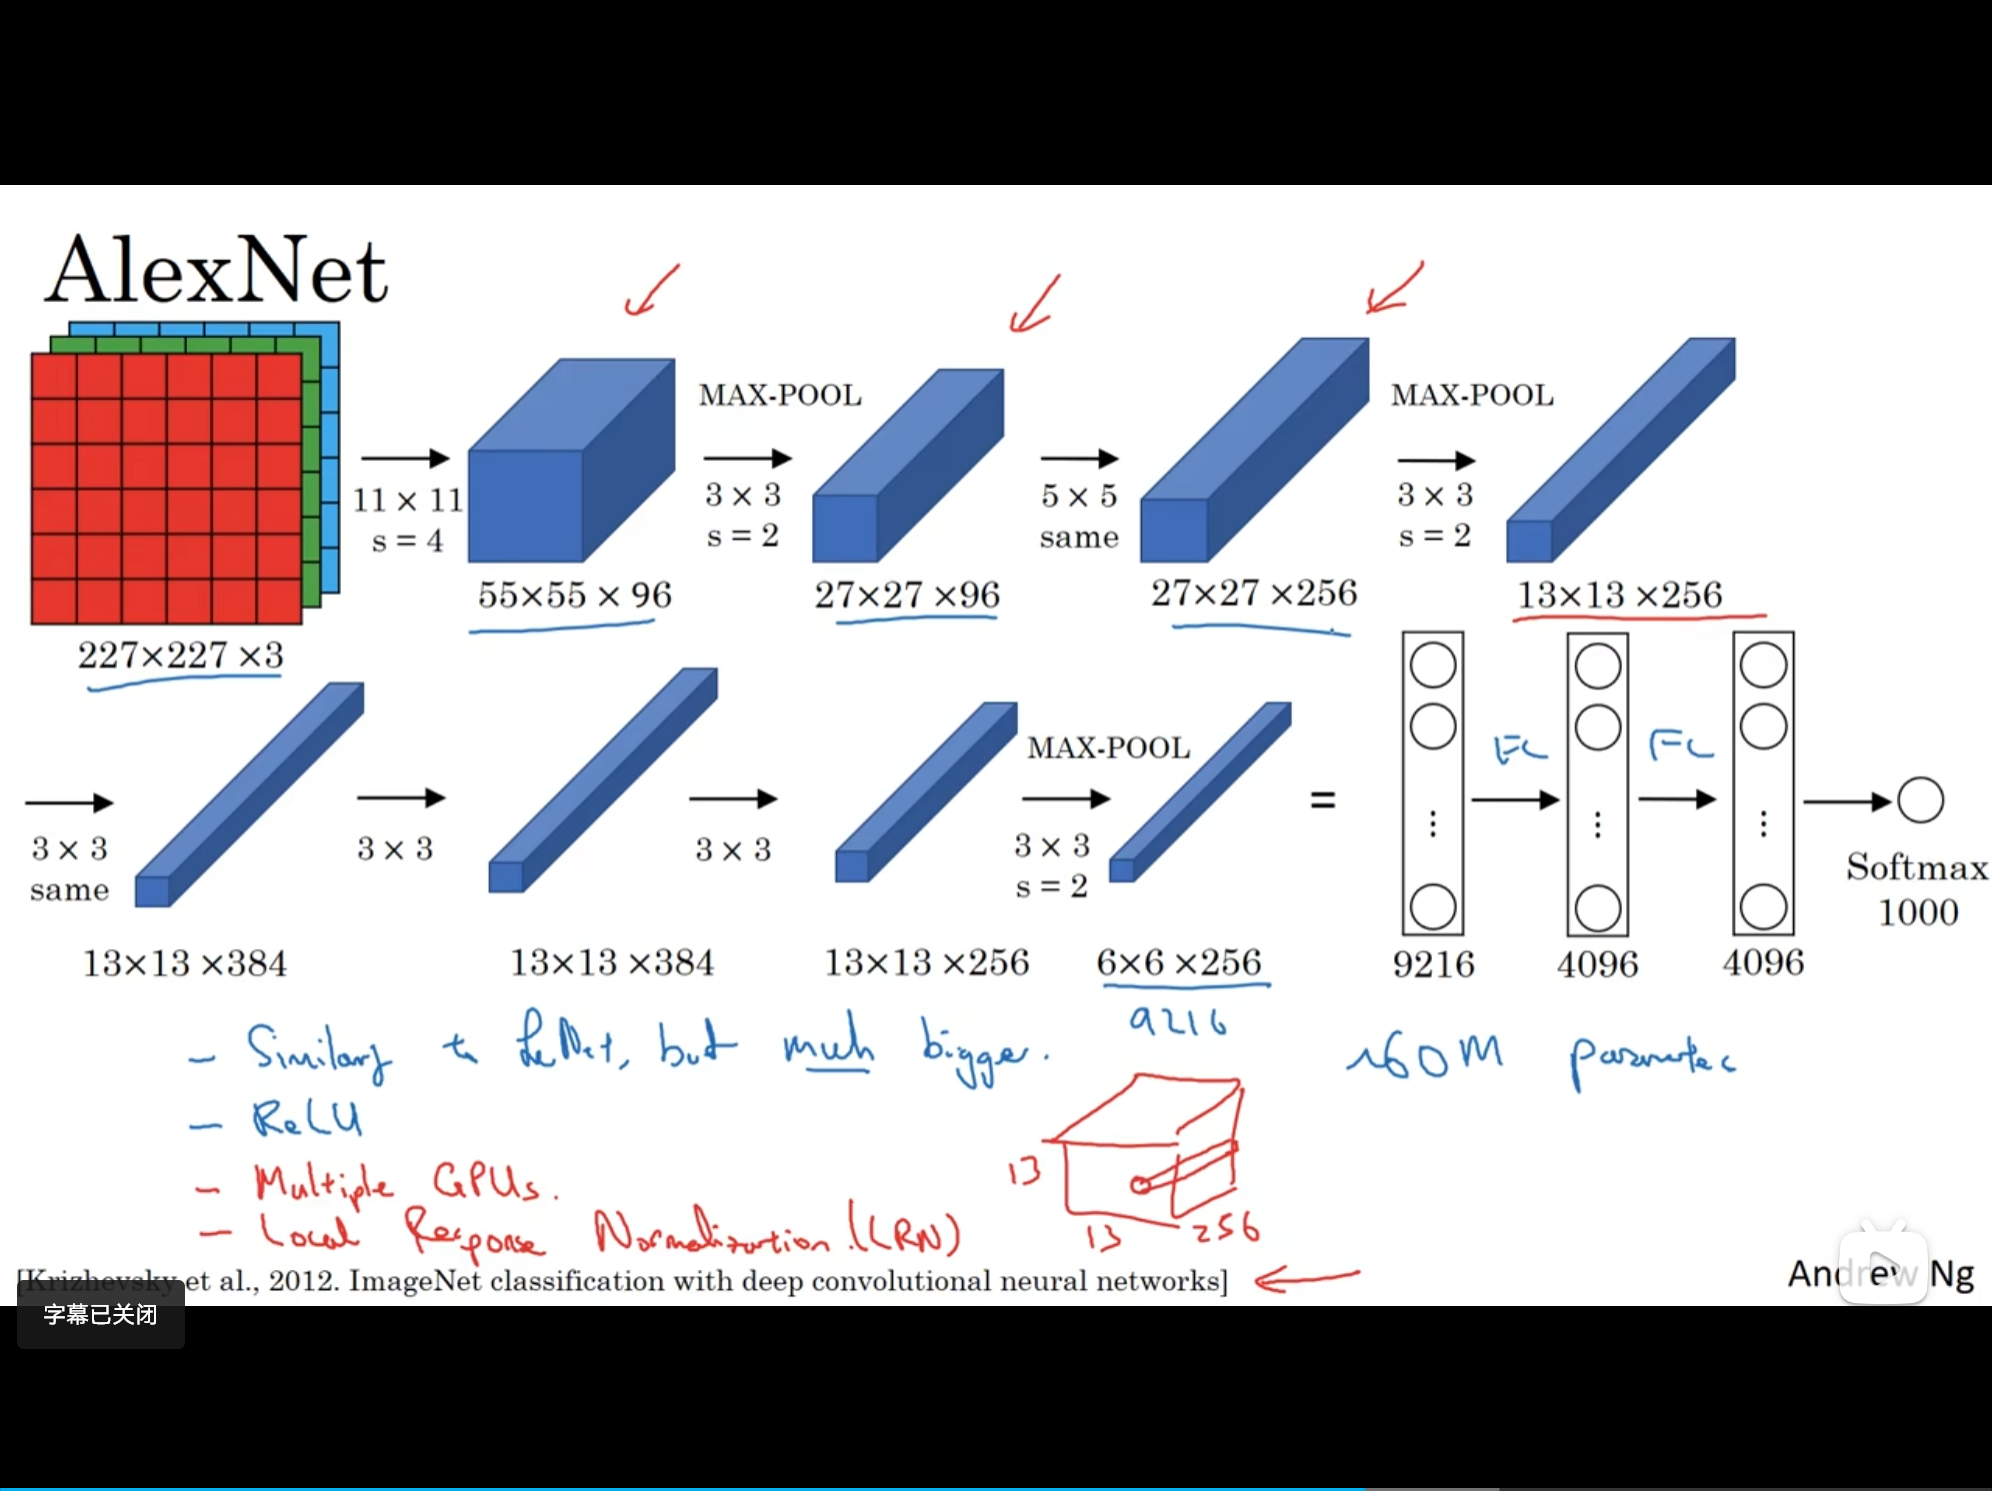 AlexNet
MAX-POOL
MAX-POOL
11 × 11
s = 4
3 × 3
s = 2
5 × 5
same
3 × 3
s = 2
227×227 ×3
55×55 × 96
27×27 ×96
27×27 ×256
13×13 ×256
MAX-POOL
FC
FC
3 × 3
same
3 × 3
3 × 3
3 × 3
s = 2
=
Softmax
1000
13×13 ×384
13×13 ×384
13×13 ×256
6×6 ×256
9216
4096
4096
9216
- Similarity to LeNet, but much bigger.
~60M parameters
- ReLU
- Multiple GPUs.
- Local Response Normalization (LRN)
13
13
256
[Krizhevsky et al., 2012. ImageNet classification with deep convolutional neural networks]
Andrew Ng
字幕已关闭